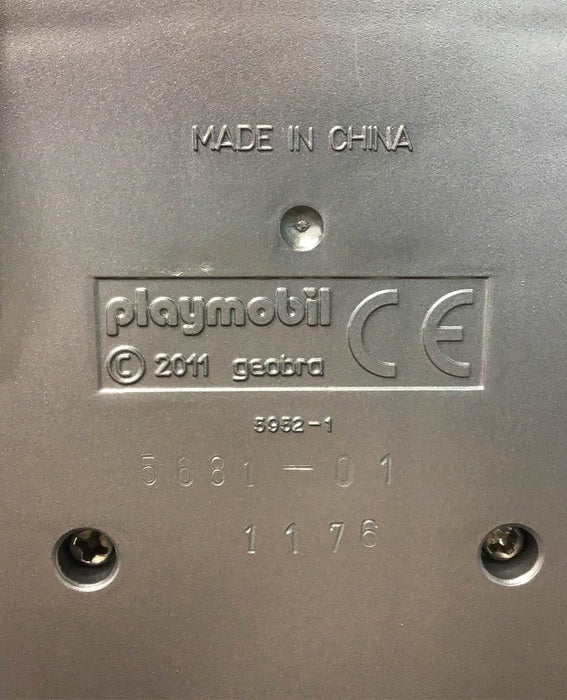 MADE IN CHINA
playmobil CE
© 2011 geobra
5952-1
5681-01
1176